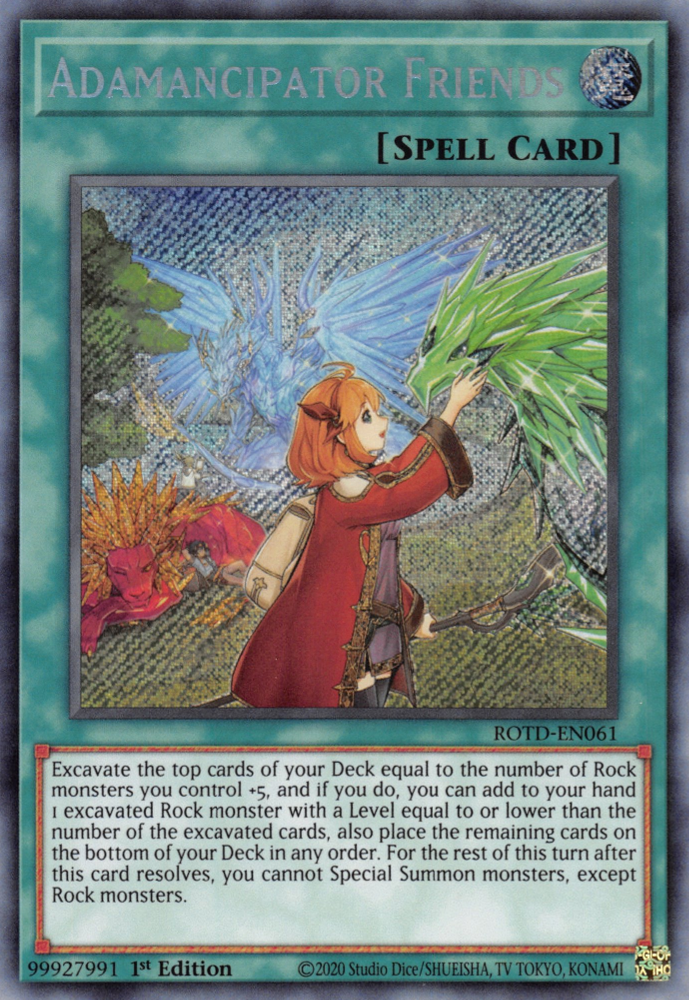 ADAMANCIPATOR FRIENDS
[SPELL CARD]
ROTD-EN061
Excavate the top cards of your Deck equal to the number of Rock
monsters you control +5, and if you do, you can add to your hand
1 excavated Rock monster with a Level equal to or lower than the
number of the excavated cards, also place the remaining cards on
the bottom of your Deck in any order. For the rest of this turn after
this card resolves, you cannot Special Summon monsters, except
Rock monsters.
99927991 1st Edition ©2020 Studio Dice/SHUEISHA, TV TOKYO, KONAMI